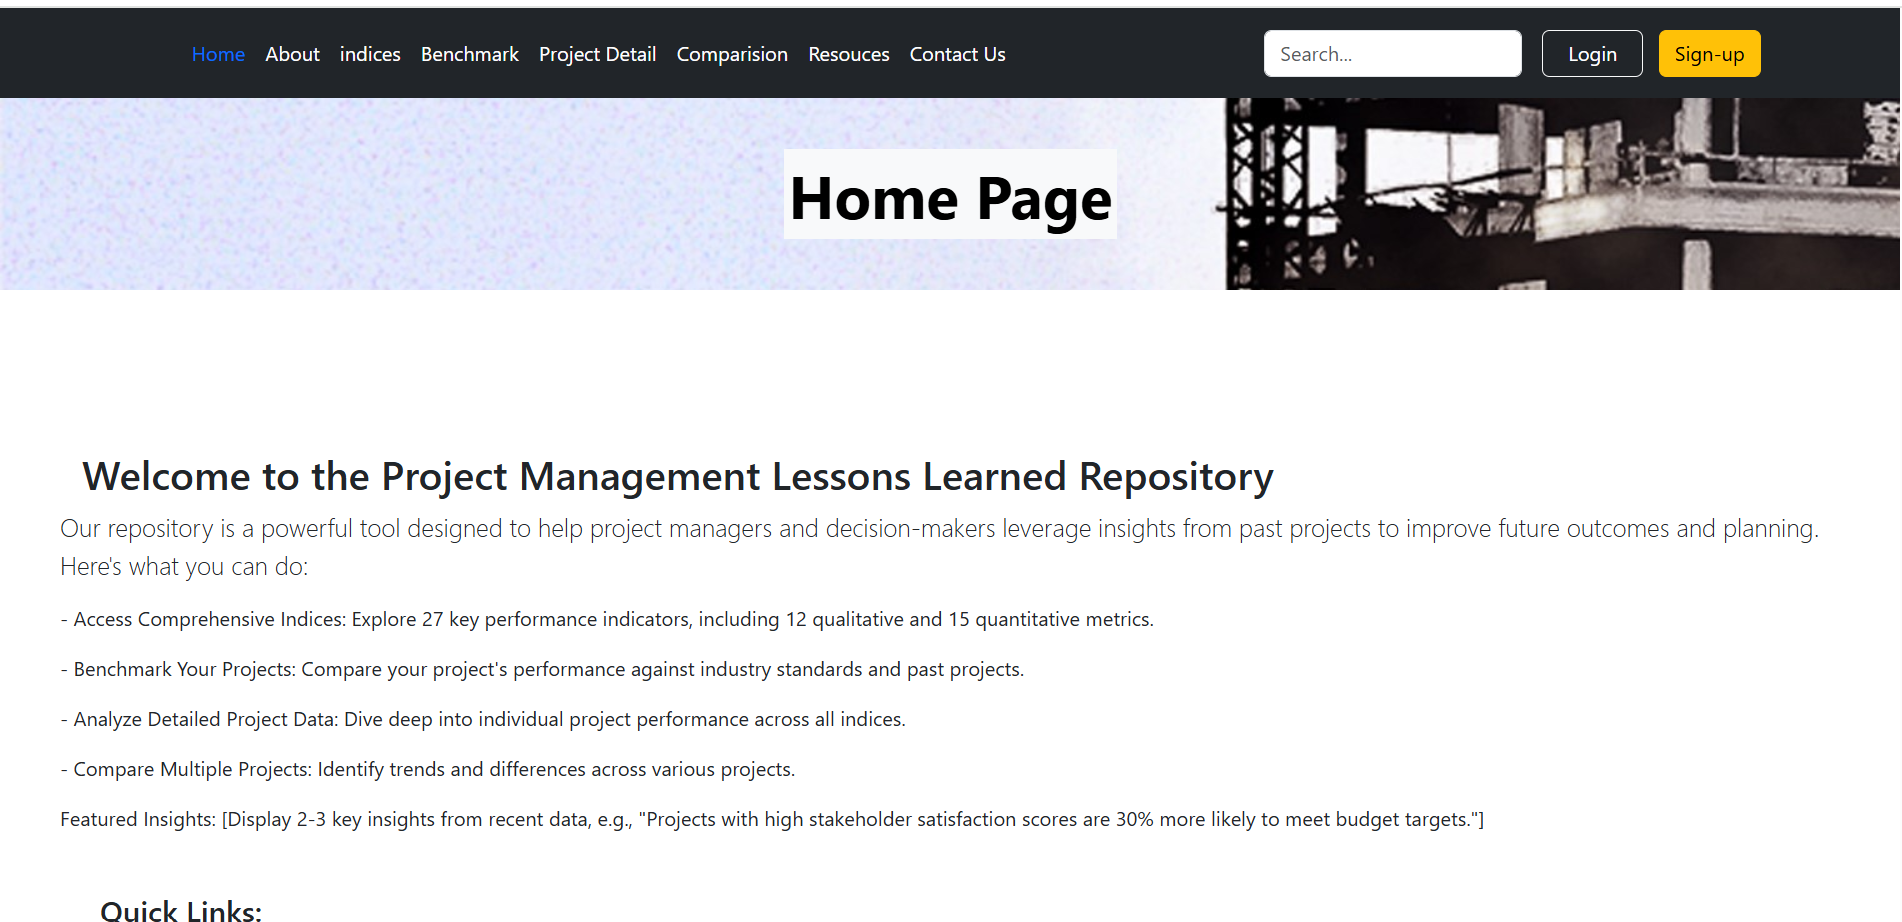 Home About indices Benchmark Project Detail Comparision Resouces Contact Us Search... Login Sign-up
Home Page
Welcome to the Project Management Lessons Learned Repository
Our repository is a powerful tool designed to help project managers and decision-makers leverage insights from past projects to improve future outcomes and planning.
Here's what you can do:
- Access Comprehensive Indices: Explore 27 key performance indicators, including 12 qualitative and 15 quantitative metrics.
- Benchmark Your Projects: Compare your project's performance against industry standards and past projects.
- Analyze Detailed Project Data: Dive deep into individual project performance across all indices.
- Compare Multiple Projects: Identify trends and differences across various projects.
Featured Insights: [Display 2-3 key insights from recent data, e.g., "Projects with high stakeholder satisfaction scores are 30% more likely to meet budget targets."]
Quick Links: